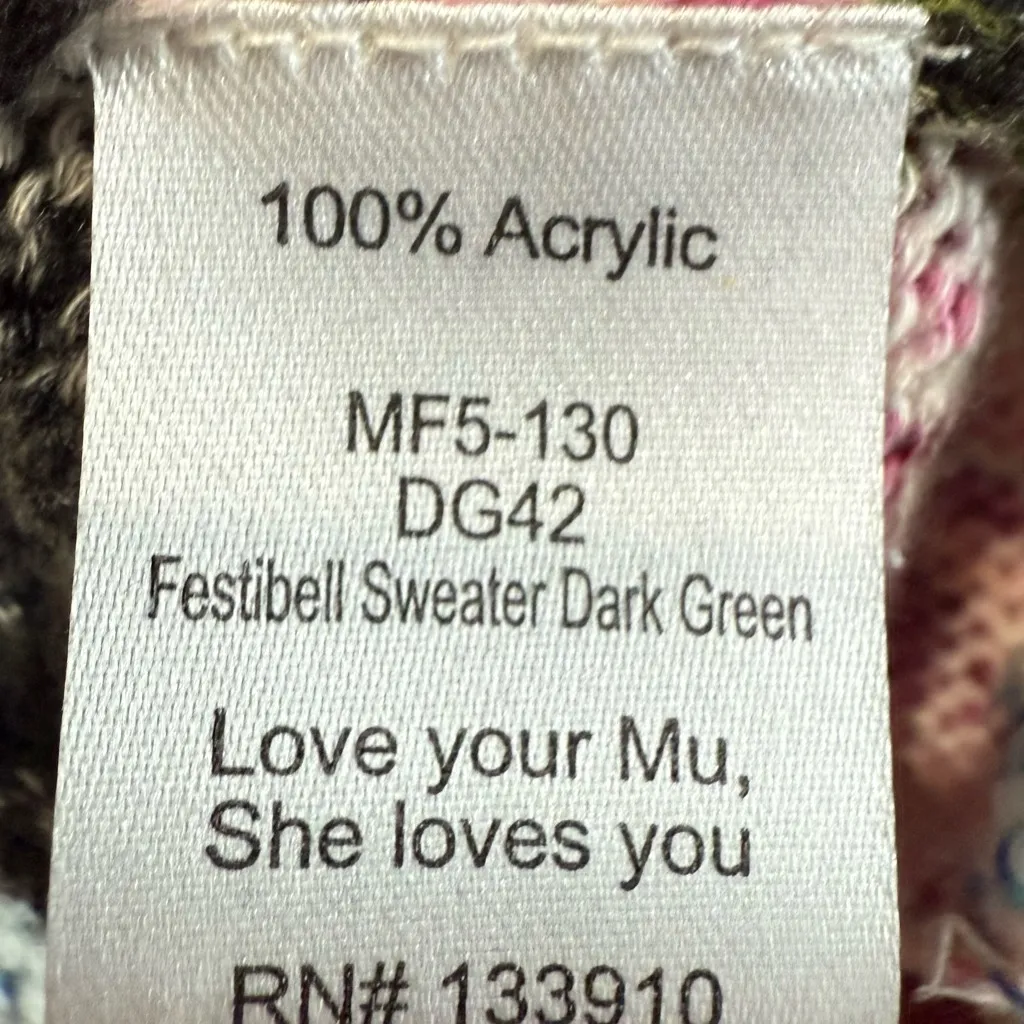 100% Acrylic
MF5-130
DG42
Festibell Sweater Dark Green
Love your Mu,
She loves you
RN# 133910